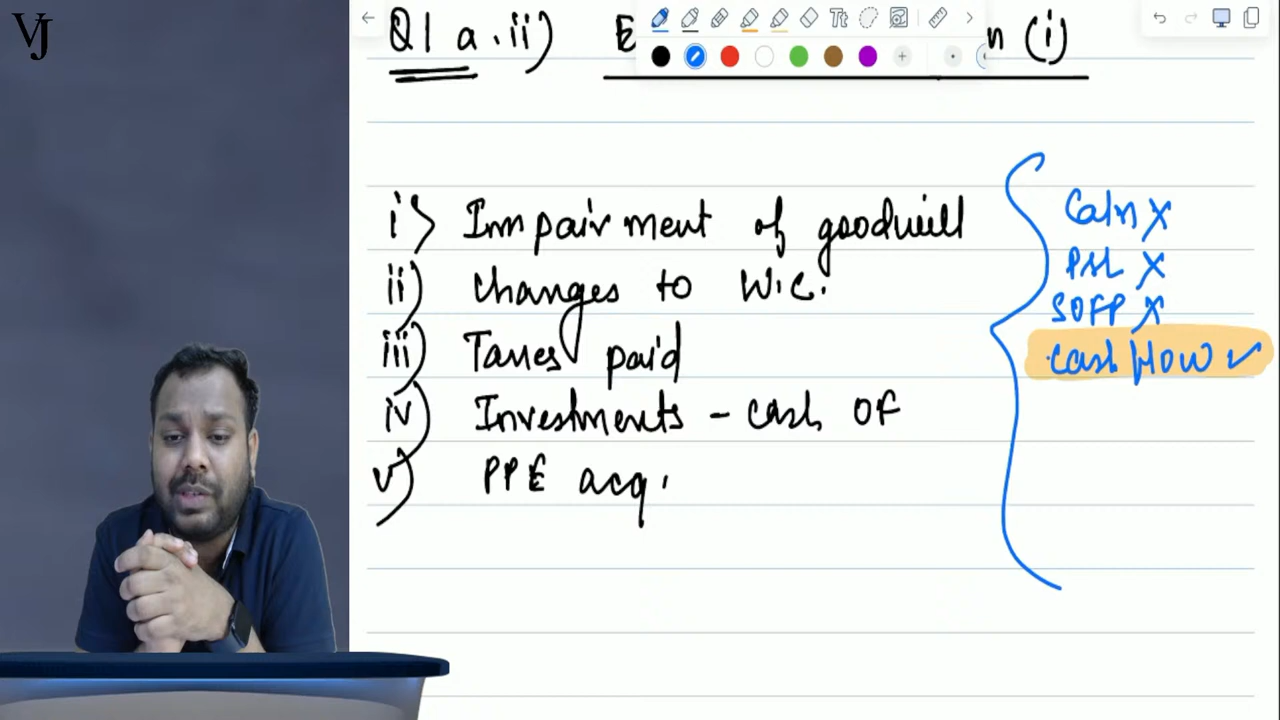 VJ
Q1 a.ii) E n (i)
Tt
i> Impairment of goodwill
ii) Changes to W.C.
iii) Taxes paid
iv) Investments - cash OF
v) PPE acq.
Caln X
P&L X
SOFP X
Cash flow ✓